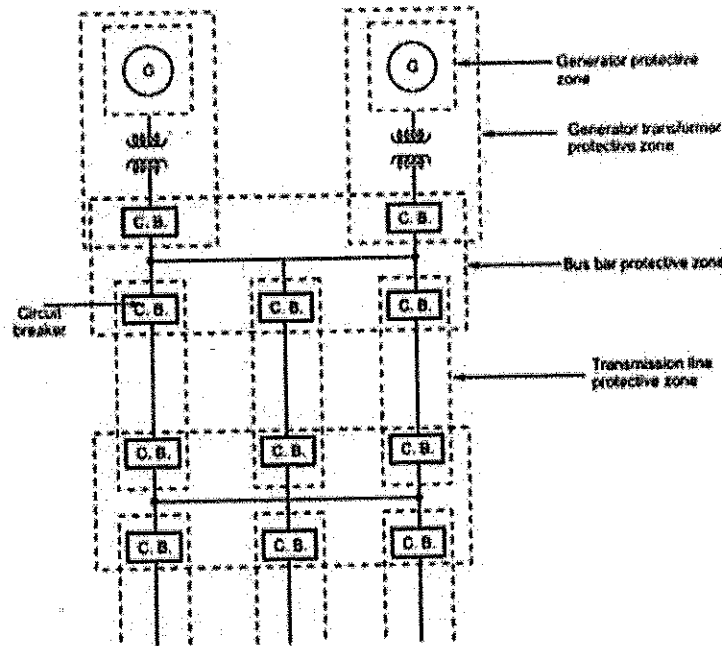 G
G
Generator protective
zone
Generator transformer
protective zone
C. B.
C. B.
Bus bar protective zone
Circuit
breaker
C. B.
C. B.
C. B.
Transmission line
protective zone
C. B.
C. B.
C. B.
C. B.
C. B.
C. B.